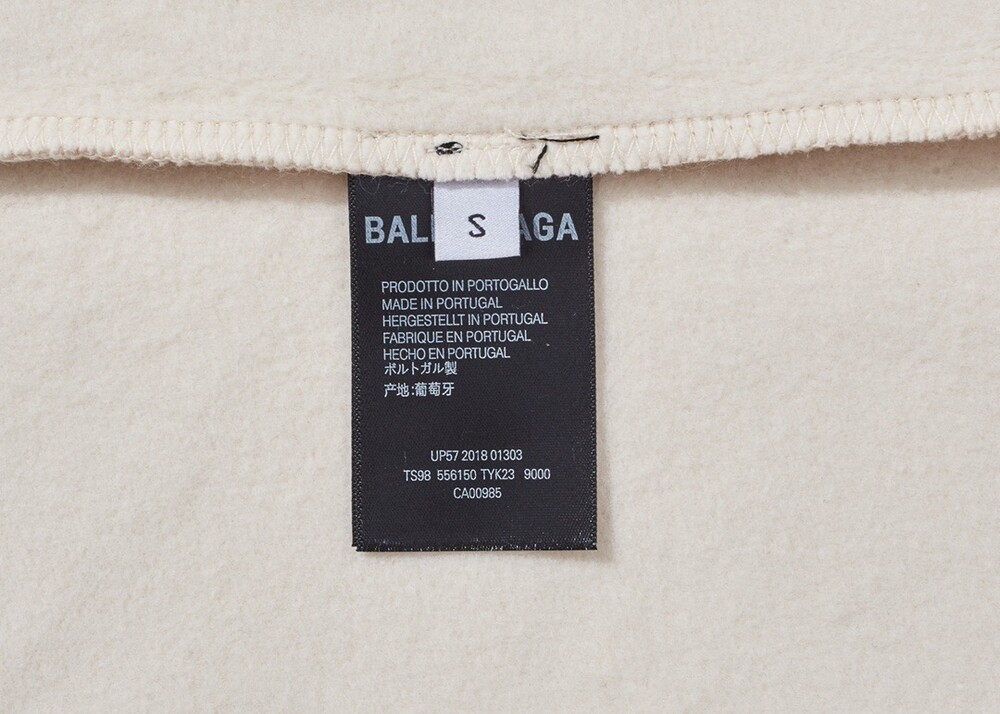 BAL AGA
S
PRODOTTO IN PORTOGALLO
MADE IN PORTUGAL
HERGESTELLT IN PORTUGAL
FABRIQUE EN PORTUGAL
HECHO EN PORTUGAL
ポルトガル製
产地:葡萄牙
UP57 2018 01303
TS98 556150 TYK23 9000
CA00985